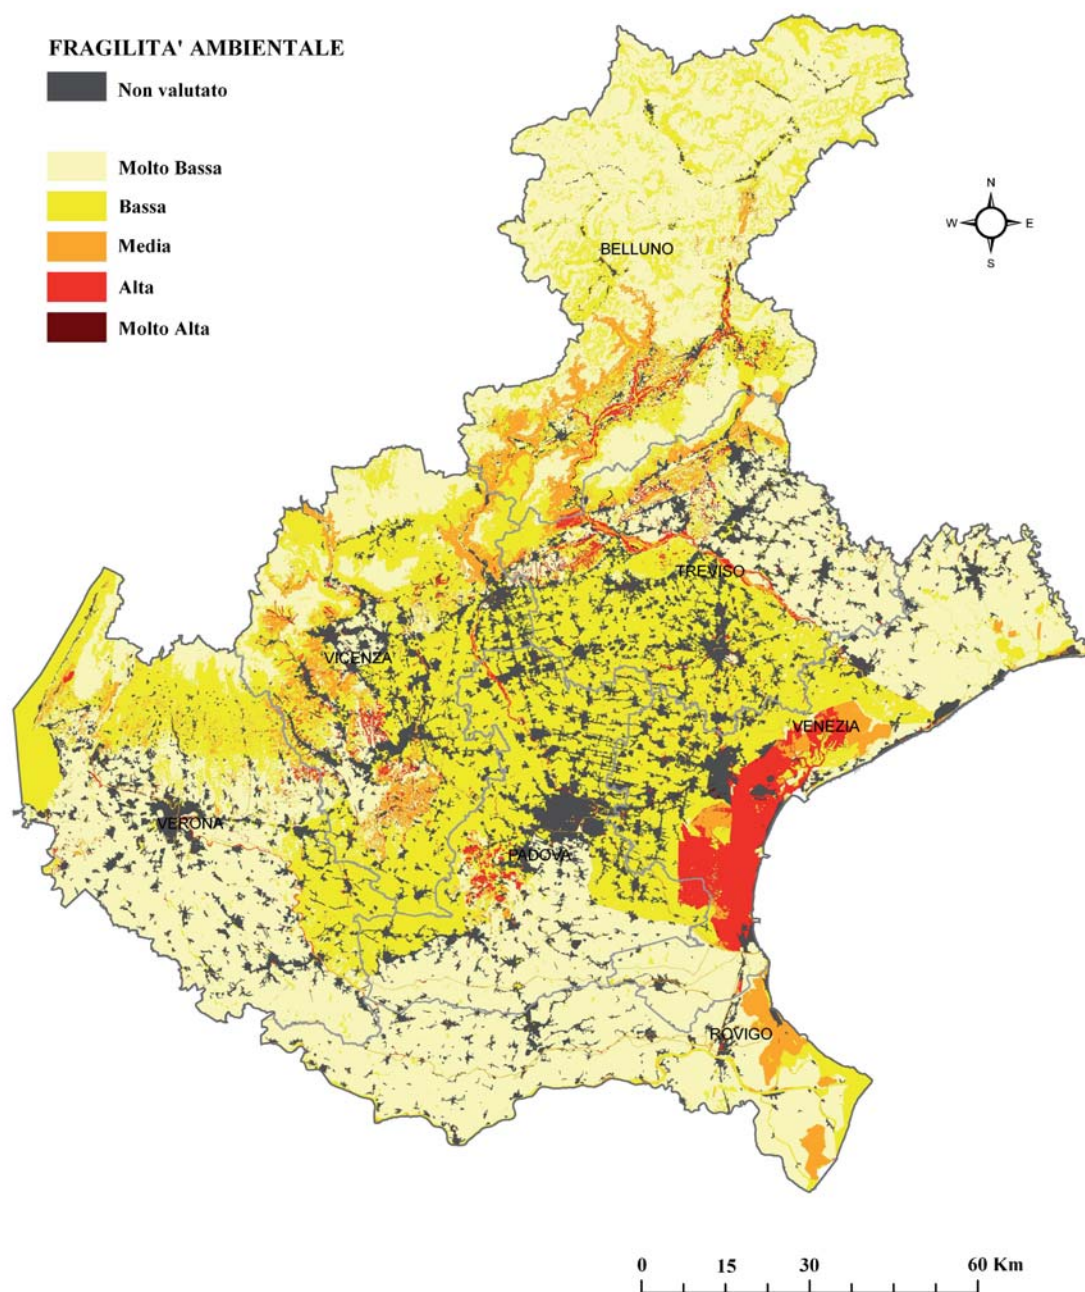 FRAGILITA' AMBIENTALE
Non valutato
Molto Bassa
Bassa
Media
Alta
Molto Alta
N
W E
S
BELLUNO
TREVISO
VICENZA
VENEZIA
VERONA
PADOVA
ROVIGO
0 15 30 60 Km